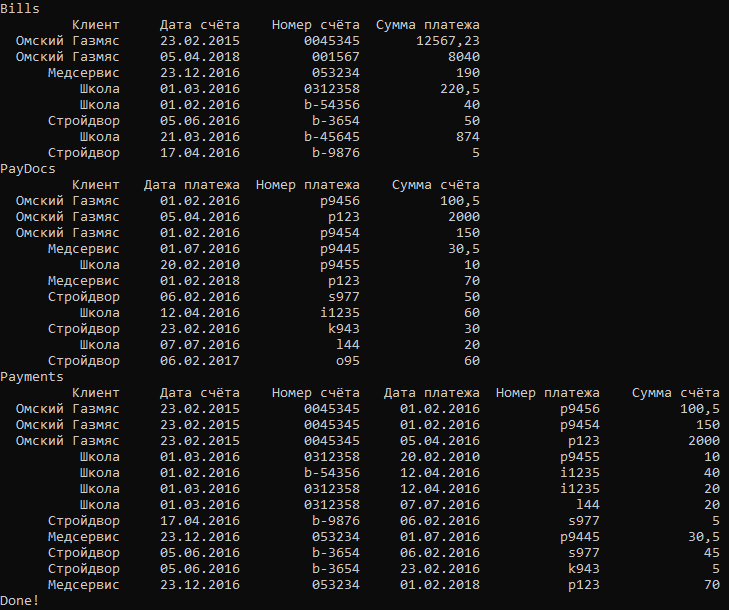 Bills
Клиент Дата счёта Номер счёта Сумма платежа
Омский Газмяс 23.02.2015 0045345 12567,23
Омский Газмяс 05.04.2018 001567 8040
Медсервис 23.12.2016 053234 190
Школа 01.03.2016 0312358 220,5
Школа 01.02.2016 b-54356 40
Стройдвор 05.06.2016 b-3654 50
Школа 21.03.2016 b-45645 874
Стройдвор 17.04.2016 b-9876 5
PayDocs
Клиент Дата платежа Номер платежа Сумма счёта
Омский Газмяс 01.02.2016 p9456 100,5
Омский Газмяс 05.04.2016 p123 2000
Омский Газмяс 01.02.2016 p9454 150
Медсервис 01.07.2016 p9445 30,5
Школа 20.02.2010 p9455 10
Медсервис 01.02.2018 p123 70
Стройдвор 06.02.2016 s977 50
Школа 12.04.2016 i1235 60
Стройдвор 23.02.2016 k943 30
Школа 07.07.2016 l44 20
Стройдвор 06.02.2017 o95 60
Payments
Клиент Дата счёта Номер счёта Дата платежа Номер платежа Сумма счёта
Омский Газмяс 23.02.2015 0045345 01.02.2016 p9456 100,5
Омский Газмяс 23.02.2015 0045345 01.02.2016 p9454 150
Омский Газмяс 23.02.2015 0045345 05.04.2016 p123 2000
Школа 01.03.2016 0312358 20.02.2010 p9455 10
Школа 01.02.2016 b-54356 12.04.2016 i1235 40
Школа 01.03.2016 0312358 12.04.2016 i1235 20
Школа 01.03.2016 0312358 07.07.2016 l44 20
Стройдвор 17.04.2016 b-9876 06.02.2016 s977 5
Медсервис 23.12.2016 053234 01.07.2016 p9445 30,5
Стройдвор 05.06.2016 b-3654 06.02.2016 s977 45
Стройдвор 05.06.2016 b-3654 23.02.2016 k943 5
Медсервис 23.12.2016 053234 01.02.2018 p123 70
Done!